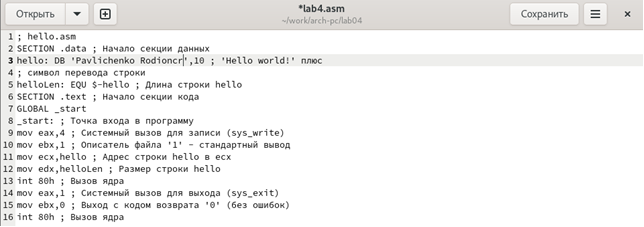 Открыть
*lab4.asm
~/work/arch-pc/lab04
Сохранить
1 ; hello.asm
2 SECTION .data ; Начало секции данных
3 hello: DB 'Pavlichenko Rodioncr',10 ; 'Hello world!' плюс
4 ; символ перевода строки
5 helloLen: EQU $-hello ; Длина строки hello
6 SECTION .text ; Начало секции кода
7 GLOBAL _start
8 _start: ; Точка входа в программу
9 mov eax,4 ; Системный вызов для записи (sys_write)
10 mov ebx,1 ; Описатель файла '1' - стандартный вывод
11 mov ecx,hello ; Адрес строки hello в ecx
12 mov edx,helloLen ; Размер строки hello
13 int 80h ; Вызов ядра
14 mov eax,1 ; Системный вызов для выхода (sys_exit)
15 mov ebx,0 ; Выход с кодом возврата '0' (без ошибок)
16 int 80h ; Вызов ядра